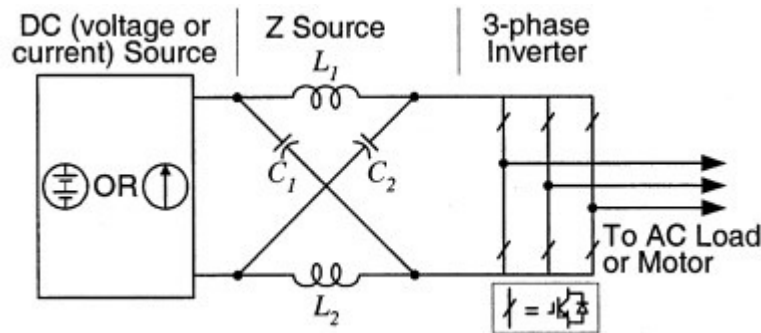 DC (voltage or
current) Source
Z Source
3-phase
Inverter
L1
OR
C1
C2
To AC Load
or Motor
L2
=